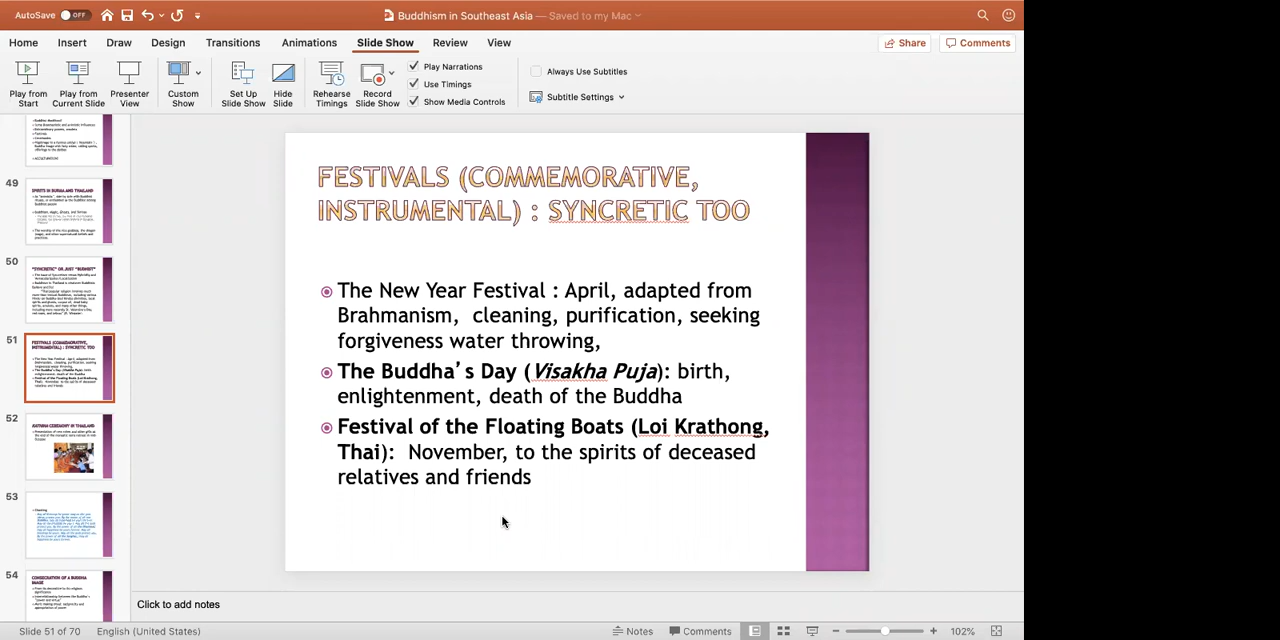 AutoSave OFF
Buddhism in Southeast Asia — Saved to my Mac
Home Insert Draw Design Transitions Animations Slide Show Review View Share Comments
Play from Start
Play from Current Slide
Presenter View
Custom Show
Set Up Slide Show
Hide Slide
Rehearse Timings
Record Slide Show
Play Narrations
Use Timings
Show Media Controls
Always Use Subtitles
Subtitle Settings
49
SPIRITS IN BURMA AND THAILAND
50
"SYNCRETIC" OR JUST "BUDHIST"
51
FESTIVALS (COMMEMORATIVE,
INSTRUMENTAL) : SYNCRETIC TOO
52
KATHINA CEREMONY IN THAILAND
53
54
CONSECRATION OF A BUDDHA
IMAGE
FESTIVALS (COMMEMORATIVE,
INSTRUMENTAL) : SYNCRETIC TOO
The New Year Festival : April, adapted from
Brahmanism, cleaning, purification, seeking
forgiveness water throwing,
The Buddha's Day (Visakha Puja): birth,
enlightenment, death of the Buddha
Festival of the Floating Boats (Loi Krathong,
Thai): November, to the spirits of deceased
relatives and friends
Click to add notes
Slide 51 of 70 English (United States) Notes Comments 102%